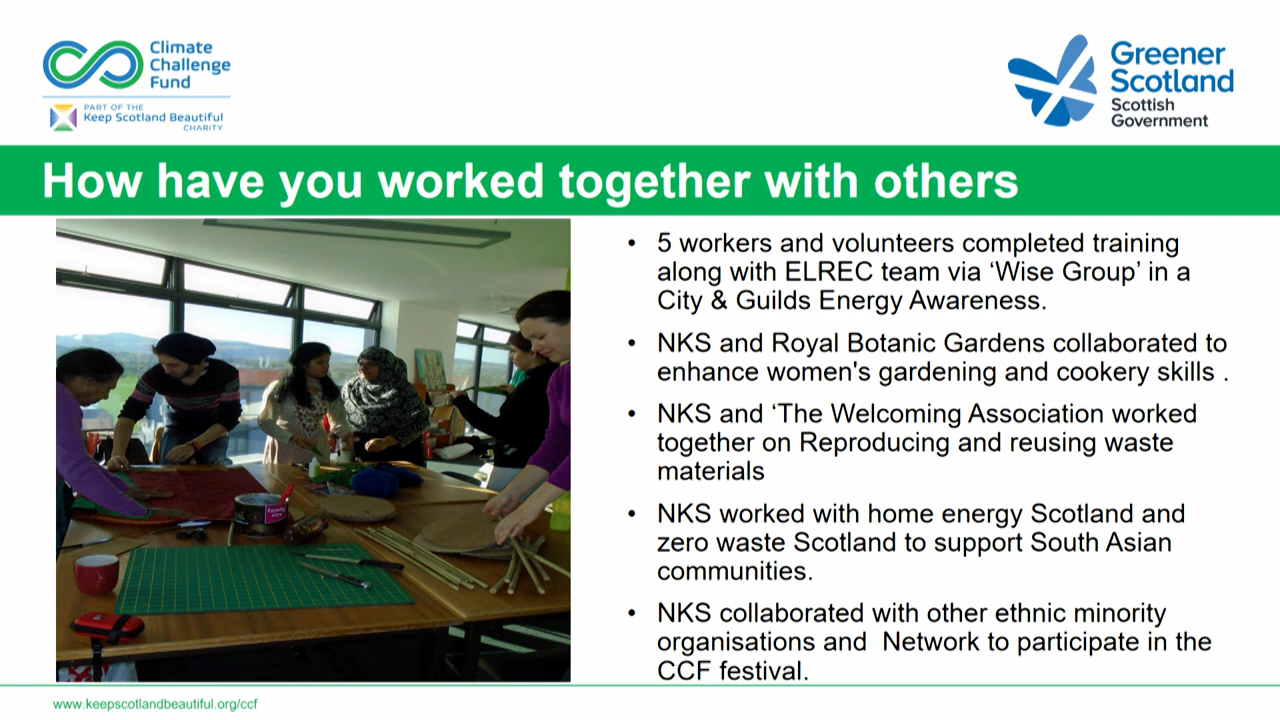 Climate
Challenge
Fund
PART OF THE
Keep Scotland Beautiful
CHARITY
Greener
Scotland
Scottish
Government
How have you worked together with others
• 5 workers and volunteers completed training
along with ELREC team via ‘Wise Group’ in a
City & Guilds Energy Awareness.
• NKS and Royal Botanic Gardens collaborated to
enhance women's gardening and cookery skills .
• NKS and ‘The Welcoming Association worked
together on Reproducing and reusing waste
materials
• NKS worked with home energy Scotland and
zero waste Scotland to support South Asian
communities.
• NKS collaborated with other ethnic minority
organisations and  Network to participate in the
CCF festival.
www.keepscotlandbeautiful.org/ccf